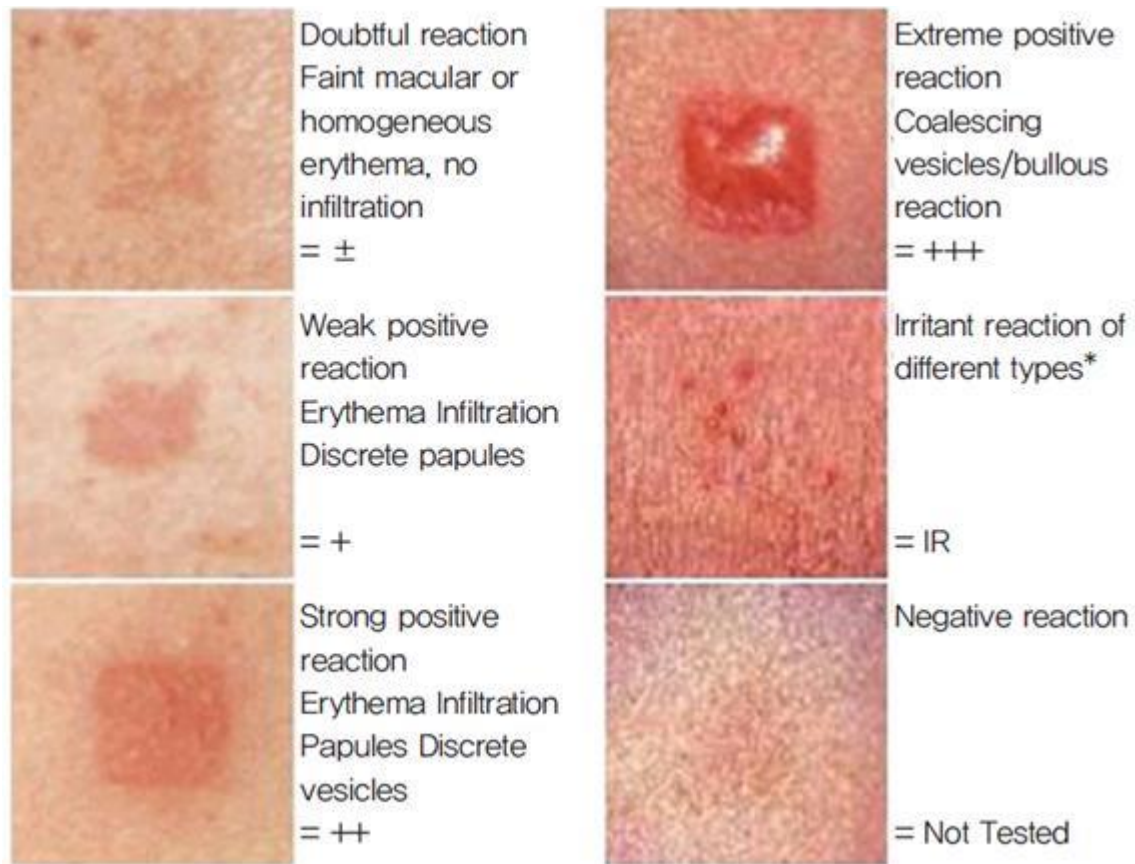 Doubtful reaction
Faint macular or
homogeneous
erythema, no
infiltration
= ±
Weak positive
reaction
Erythema Infiltration
Discrete papules
= +
Strong positive
reaction
Erythema Infiltration
Papules Discrete
vesicles
= ++
Extreme positive
reaction
Coalescing
vesicles/bullous
reaction
= +++
Irritant reaction of
different types*
= IR
Negative reaction
= Not Tested